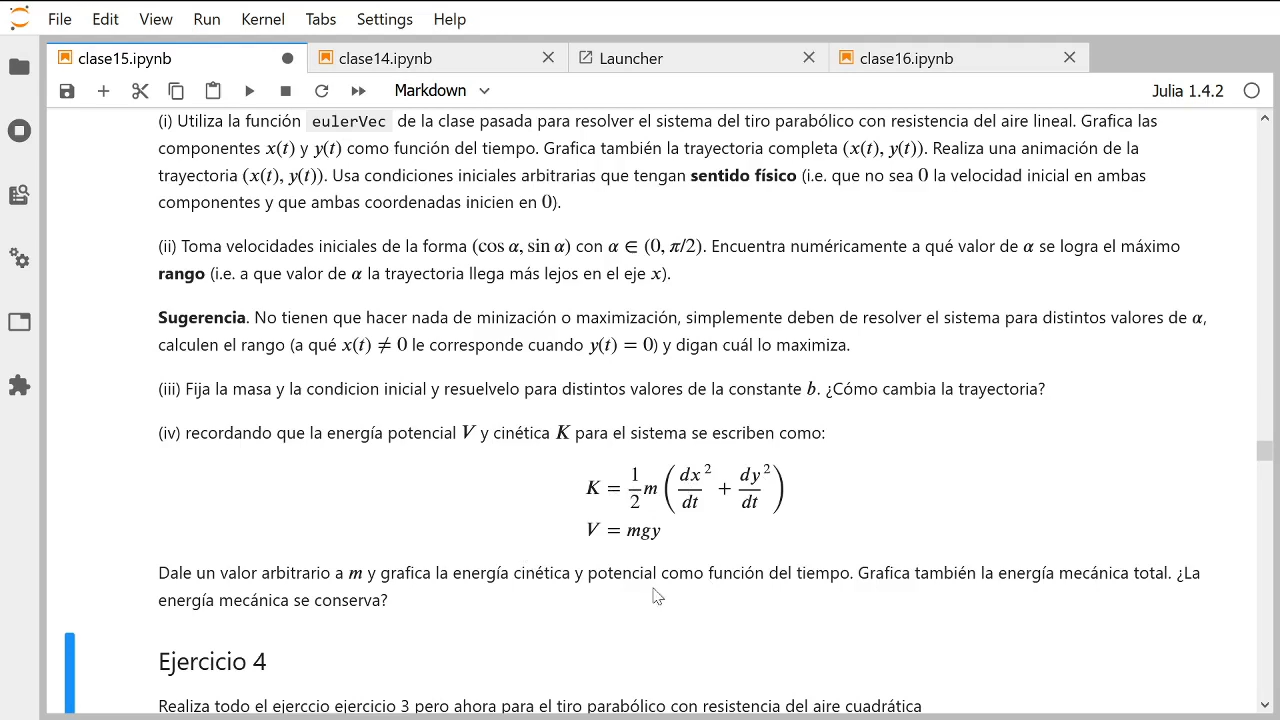 File Edit View Run Kernel Tabs Settings Help
clase15.ipynb clase14.ipynb Launcher clase16.ipynb
Markdown Julia 1.4.2
(i) Utiliza la función eulerVec de la clase pasada para resolver el sistema del tiro parabólico con resistencia del aire lineal. Grafica las
componentes x(t) y y(t) como función del tiempo. Grafica también la trayectoria completa (x(t), y(t)). Realiza una animación de la
trayectoria (x(t), y(t)). Usa condiciones iniciales arbitrarias que tengan sentido físico (i.e. que no sea 0 la velocidad inicial en ambas
componentes y que ambas coordenadas inicien en 0).
(ii) Toma velocidades iniciales de la forma (cos α, sin α) con α ∈ (0, π/2). Encuentra numéricamente a qué valor de α se logra el máximo
rango (i.e. a que valor de α la trayectoria llega más lejos en el eje x).
Sugerencia. No tienen que hacer nada de minización o maximización, simplemente deben de resolver el sistema para distintos valores de α,
calculen el rango (a qué x(t) ≠ 0 le corresponde cuando y(t) = 0) y digan cuál lo maximiza.
(iii) Fija la masa y la condicion inicial y resuelvelo para distintos valores de la constante b. ¿Cómo cambia la trayectoria?
(iv) recordando que la energía potencial V y cinética K para el sistema se escriben como:
K = 1/2 m (dx/dt ² + dy/dt ²)
V = mgy
Dale un valor arbitrario a m y grafica la energía cinética y potencial como función del tiempo. Grafica también la energía mecánica total. ¿La
energía mecánica se conserva?
Ejercicio 4
Realiza todo el ejerccio ejercicio 3 pero ahora para el tiro parabólico con resistencia del aire cuadrática